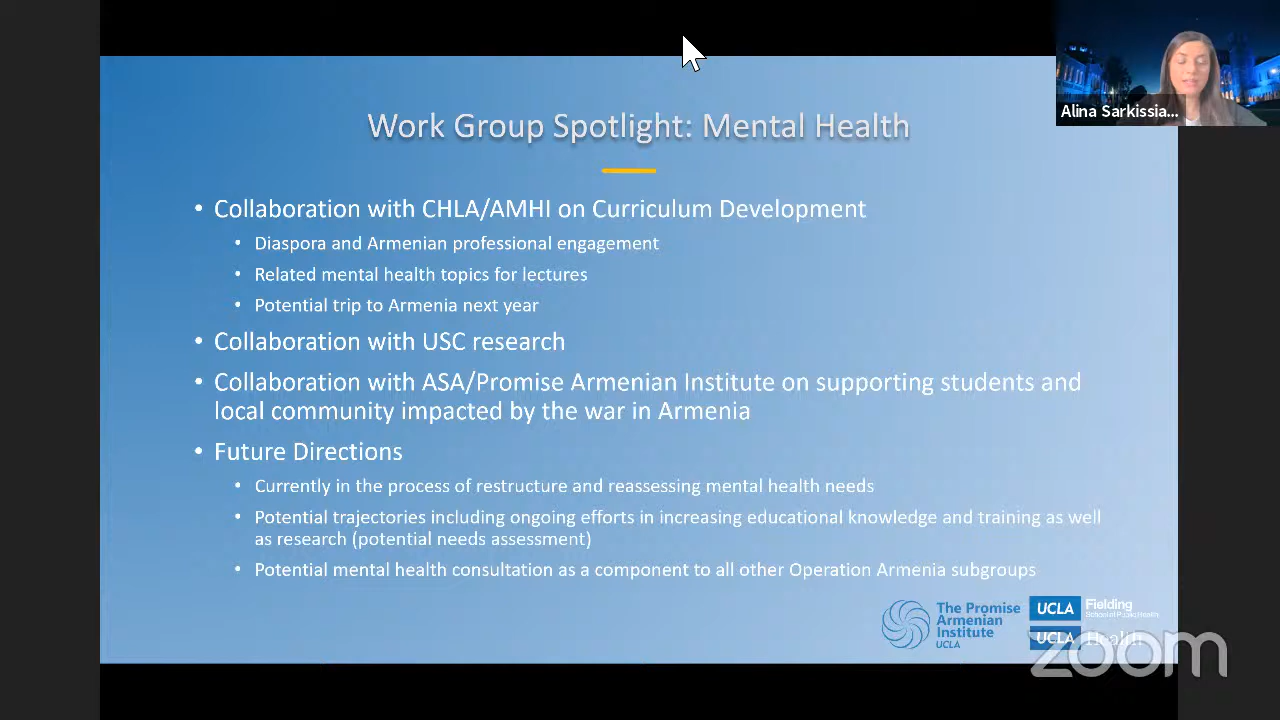 Alina Sarkissia...
Work Group Spotlight: Mental Health
• Collaboration with CHLA/AMHI on Curriculum Development
• Diaspora and Armenian professional engagement
• Related mental health topics for lectures
• Potential trip to Armenia next year
• Collaboration with USC research
• Collaboration with ASA/Promise Armenian Institute on supporting students and
local community impacted by the war in Armenia
• Future Directions
• Currently in the process of restructure and reassessing mental health needs
• Potential trajectories including ongoing efforts in increasing educational knowledge and training as well
as research (potential needs assessment)
• Potential mental health consultation as a component to all other Operation Armenia subgroups
The Promise
Armenian
Institute
UCLA
UCLA Fielding
School of Public Health
UCLA Health
zoom